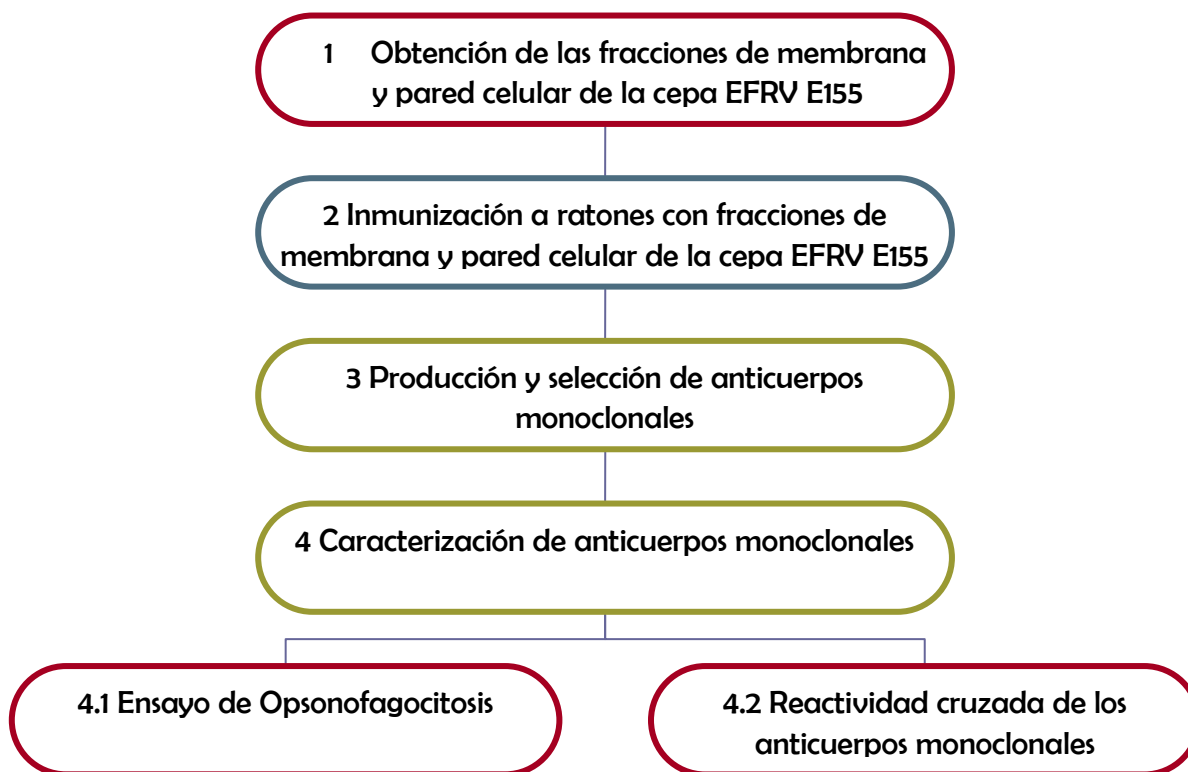 1 Obtención de las fracciones de membrana
y pared celular de la cepa EFRV E155
2 Inmunización a ratones con fracciones de
membrana y pared celular de la cepa EFRV E155
3 Producción y selección de anticuerpos
monoclonales
4 Caracterización de anticuerpos monoclonales
4.1 Ensayo de Opsonofagocitosis
4.2 Reactividad cruzada de los
anticuerpos monoclonales